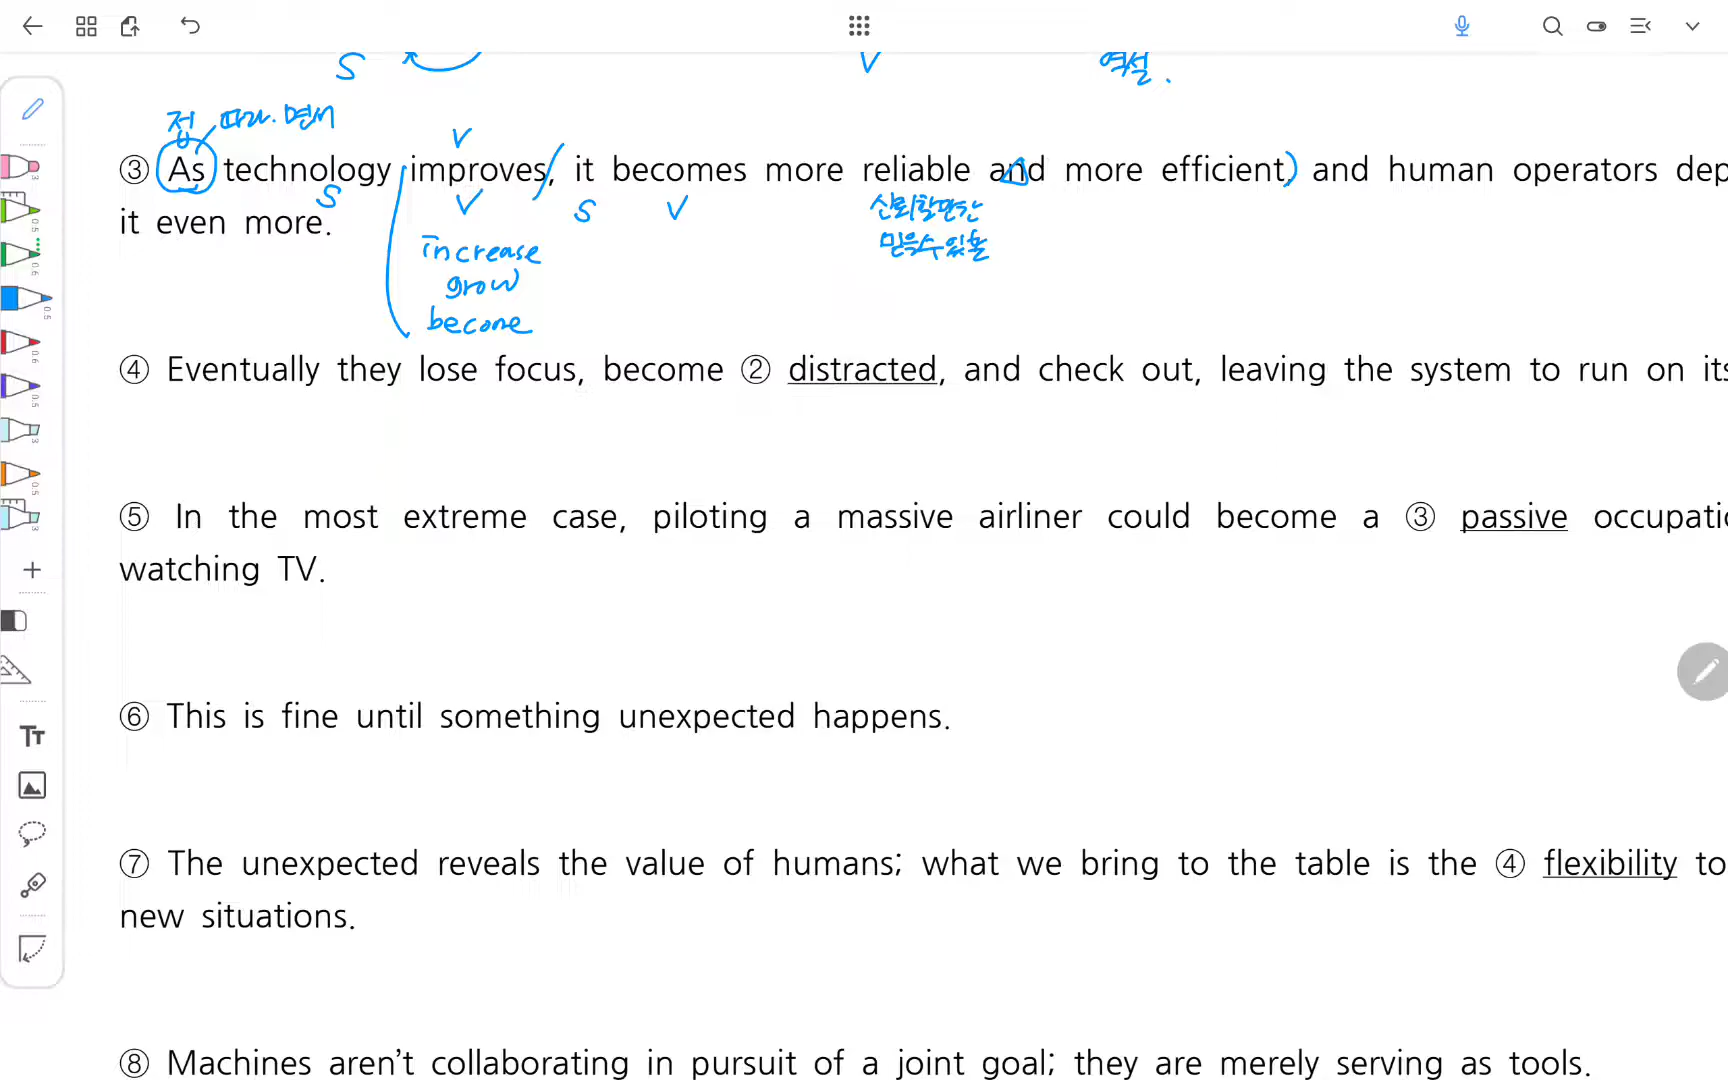 S V 역설.
접 따라. 면서
V
③ As technology improves, it becomes more reliable and more efficient, and human operators dep
S V S V 신뢰할만한
it even more.
믿을수있을
increase
grow
become
④ Eventually they lose focus, become ② distracted, and check out, leaving the system to run on its
⑤ In the most extreme case, piloting a massive airliner could become a ③ passive occupatio
watching TV.
⑥ This is fine until something unexpected happens.
Tт
⑦ The unexpected reveals the value of humans; what we bring to the table is the ④ flexibility to
new situations.
⑧ Machines aren’t collaborating in pursuit of a joint goal; they are merely serving as tools.